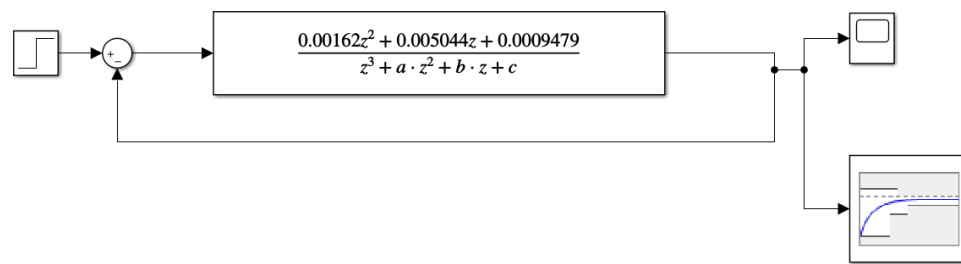 +
−
0.00162z² + 0.005044z + 0.0009479
z³ + a · z² + b · z + c